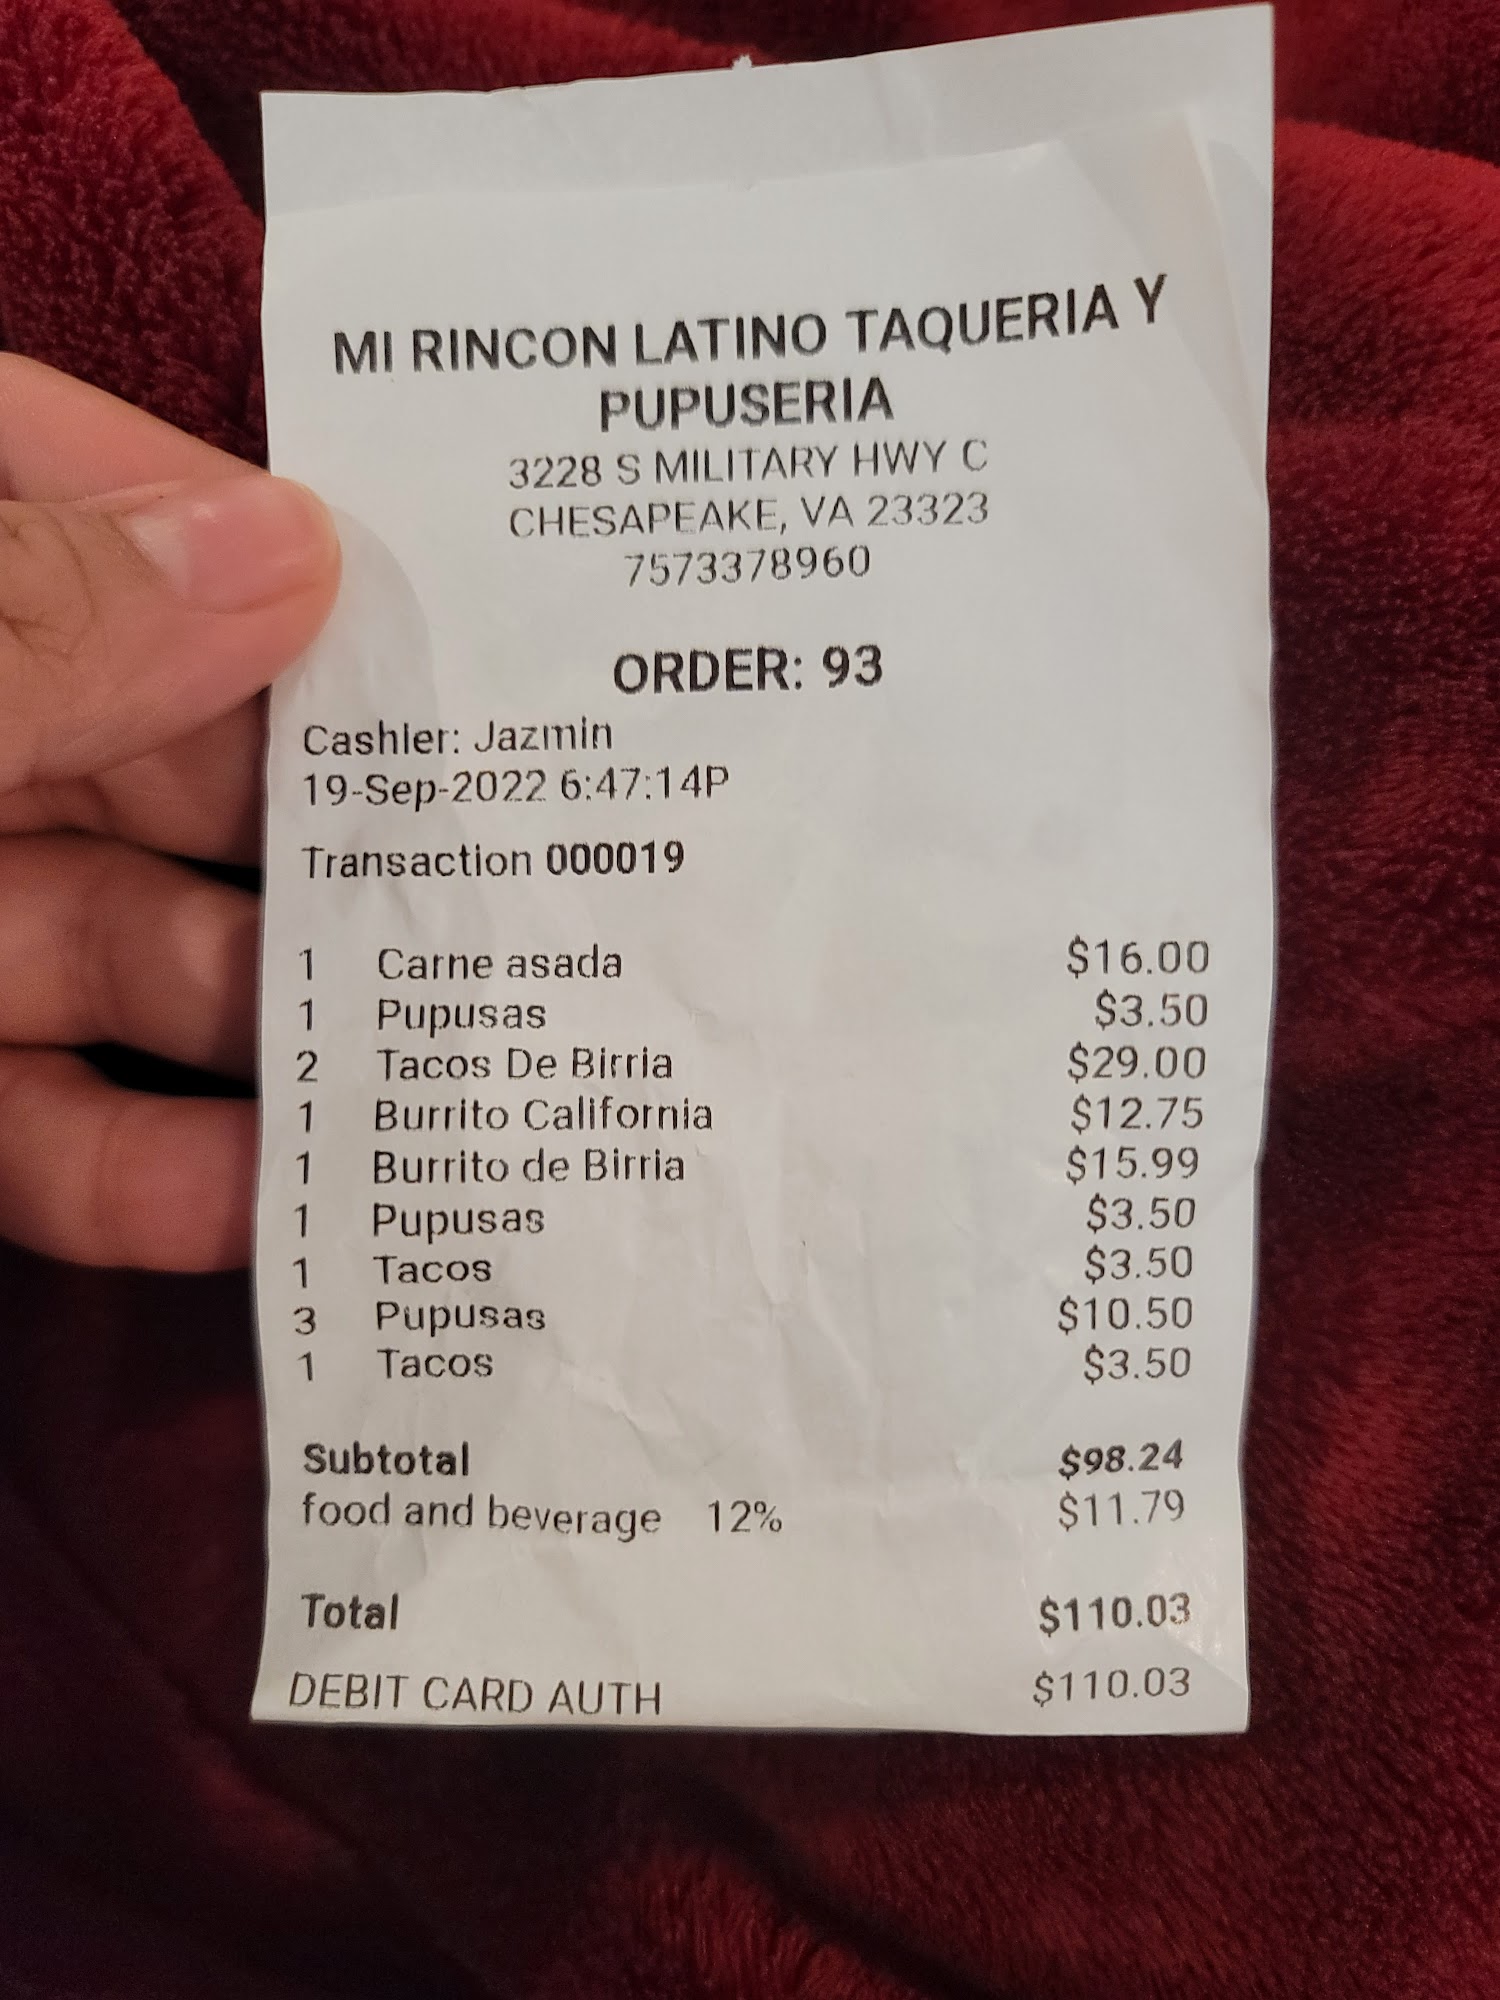 MI RINCON LATINO TAQUERIA Y
PUPUSERIA
3228 S MILITARY HWY C
CHESAPEAKE, VA 23323
7573378960
ORDER: 93
Cashier: Jazmin
19-Sep-2022 6:47:14P
Transaction 000019
1 Carne asada $16.00
1 Pupusas $3.50
2 Tacos De Birria $29.00
1 Burrito California $12.75
1 Burrito de Birria $15.99
1 Pupusas $3.50
1 Tacos $3.50
3 Pupusas $10.50
1 Tacos $3.50
Subtotal $98.24
food and beverage 12% $11.79
Total $110.03
DEBIT CARD AUTH $110.03